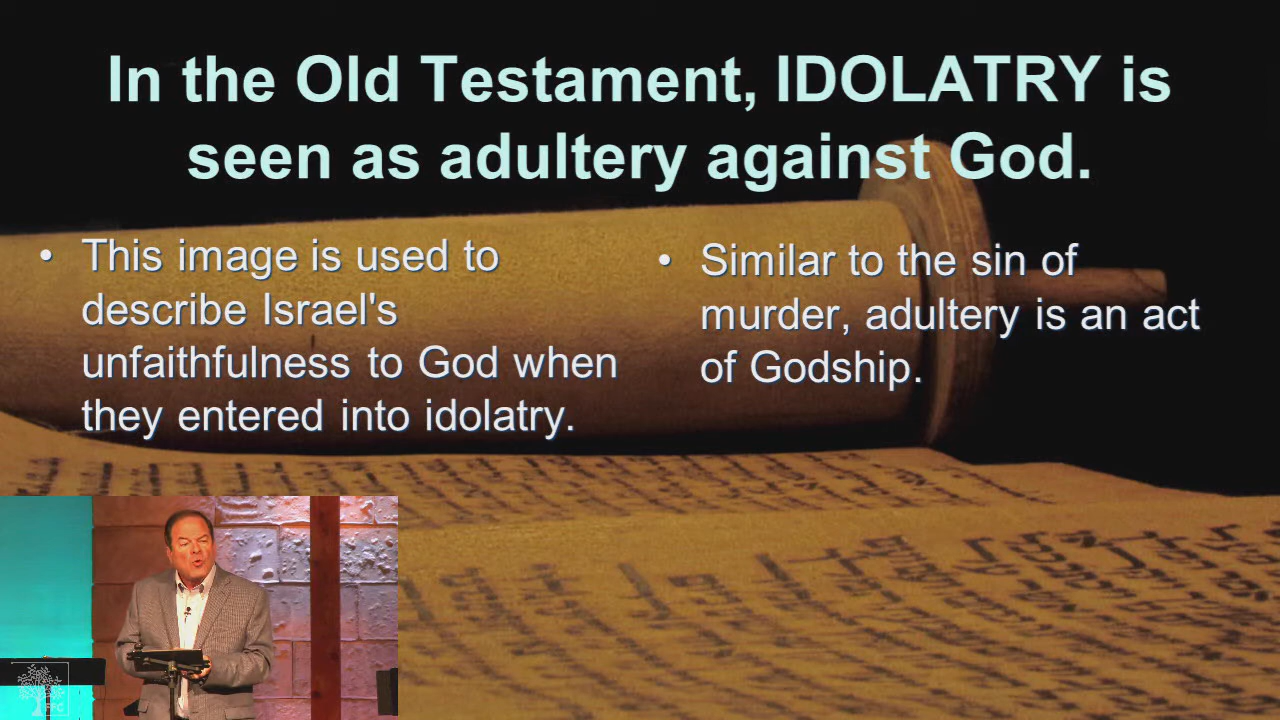 In the Old Testament, IDOLATRY is
seen as adultery against God.
• This image is used to
describe Israel's
unfaithfulness to God when
they entered into idolatry.
• Similar to the sin of
murder, adultery is an act
of Godship.